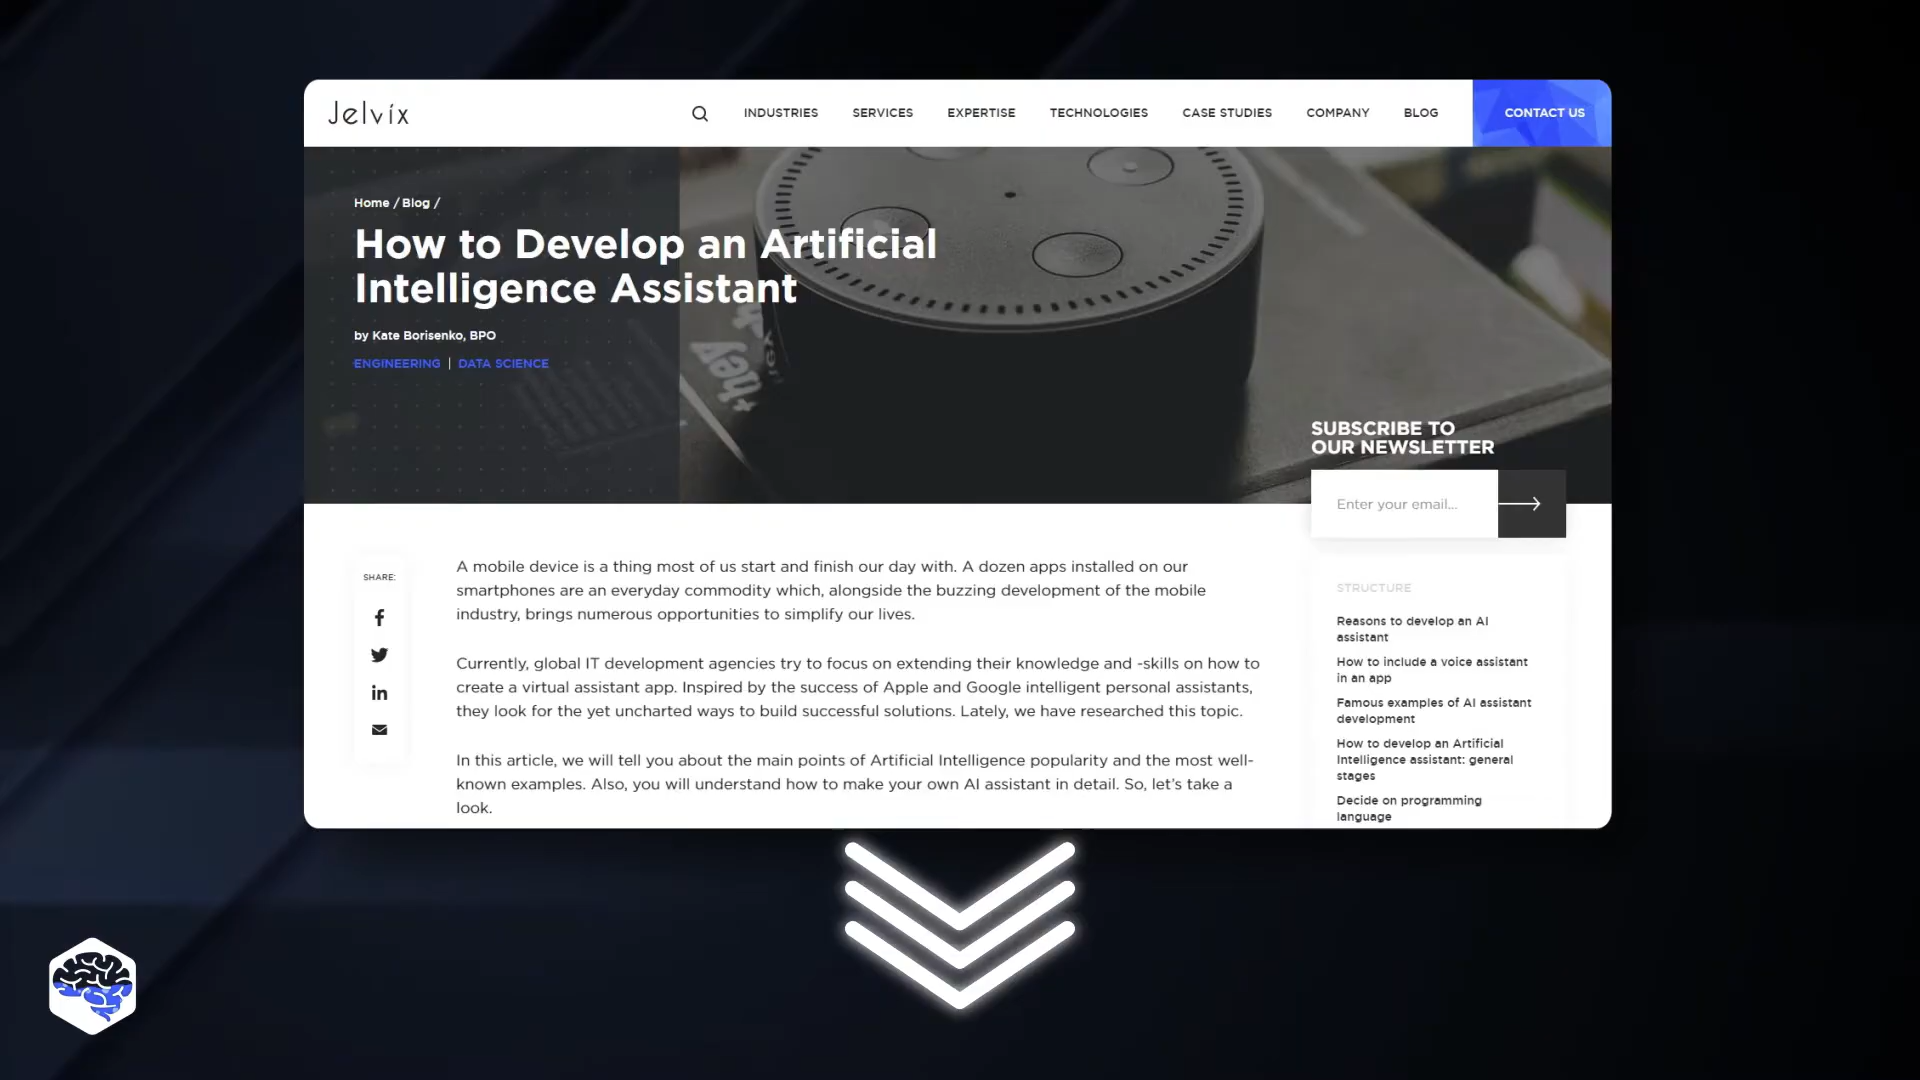 Jelvix
INDUSTRIES
SERVICES
EXPERTISE
TECHNOLOGIES
CASE STUDIES
COMPANY
BLOG
CONTACT US
Home / Blog /
How to Develop an Artificial
Intelligence Assistant
by Kate Borisenko, BPO
ENGINEERING | DATA SCIENCE
SUBSCRIBE TO
OUR NEWSLETTER
Enter your email...
SHARE:
A mobile device is a thing most of us start and finish our day with. A dozen apps installed on our
smartphones are an everyday commodity which, alongside the buzzing development of the mobile
industry, brings numerous opportunities to simplify our lives.
Currently, global IT development agencies try to focus on extending their knowledge and -skills on how to
create a virtual assistant app. Inspired by the success of Apple and Google intelligent personal assistants,
they look for the yet uncharted ways to build successful solutions. Lately, we have researched this topic.
In this article, we will tell you about the main points of Artificial Intelligence popularity and the most well-
known examples. Also, you will understand how to make your own AI assistant in detail. So, let’s take a
look.
STRUCTURE
Reasons to develop an AI
assistant
How to include a voice assistant
in an app
Famous examples of AI assistant
development
How to develop an Artificial
Intelligence assistant: general
stages
Decide on programming
language